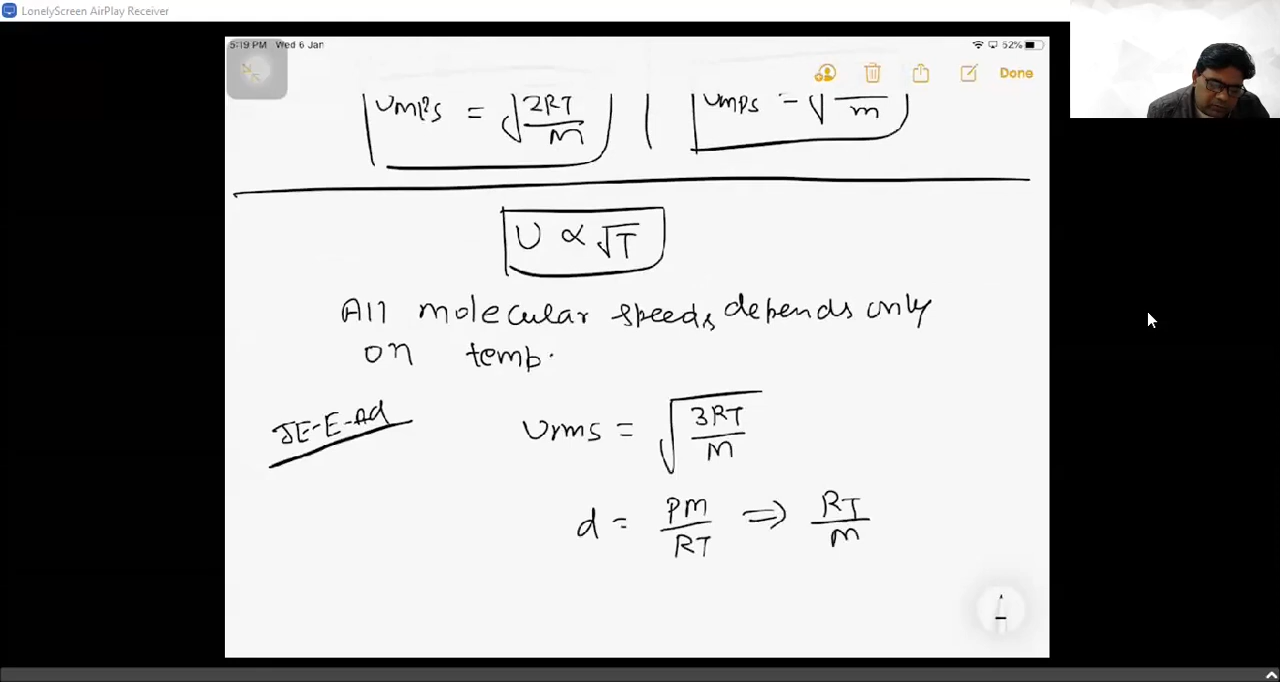 LonelyScreen AirPlay Receiver
5:19 PM Wed 6 Jan
52%
Done
Umps = √2RT/M | Umps = √ /m
U ∝ √T
All molecular speeds depends only
on temp.
JE-E-Ad
Urms = √3RT/M
d = PM/RT ⇒ RT/M